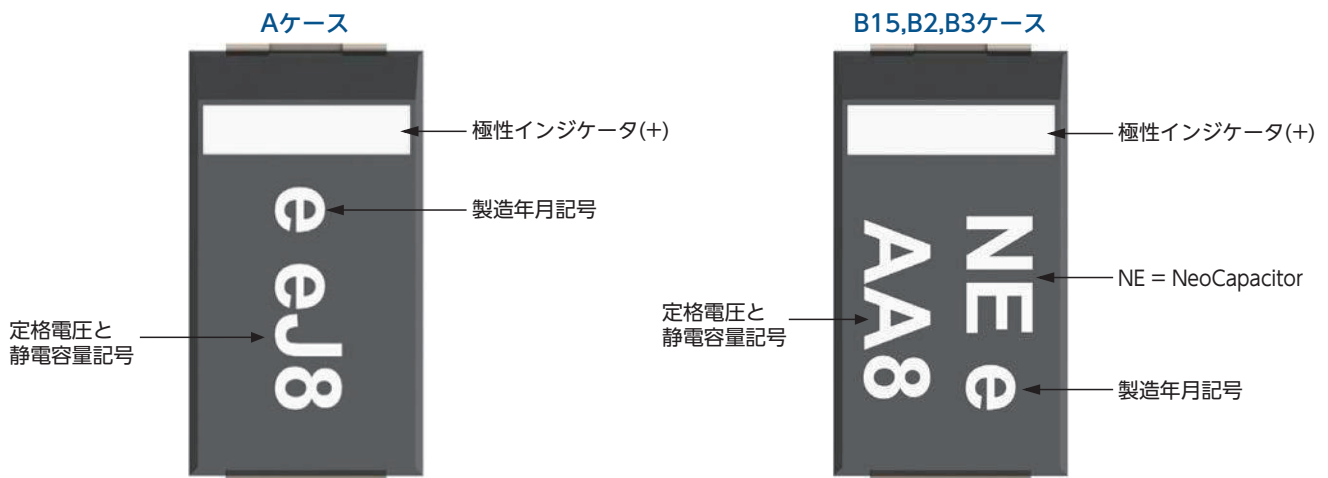 Aケース
極性インジケータ(+)
e
製造年月記号
eJ8
定格電圧と
静電容量記号
B15,B2,B3ケース
極性インジケータ(+)
NE e
AA8
NE = NeoCapacitor
定格電圧と
静電容量記号
製造年月記号